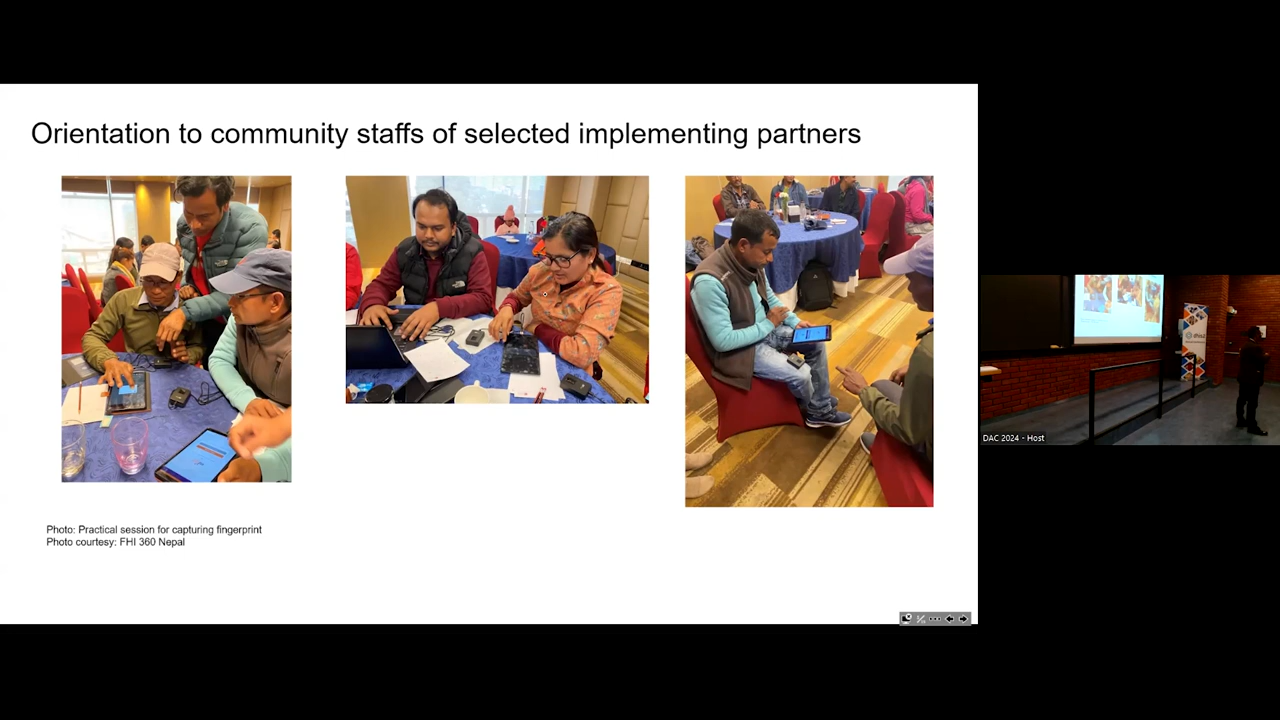 Orientation to community staffs of selected implementing partners
Photo: Practical session for capturing fingerprint
Photo courtesy: FHI 360 Nepal
dhis2
DAC 2024 - Host